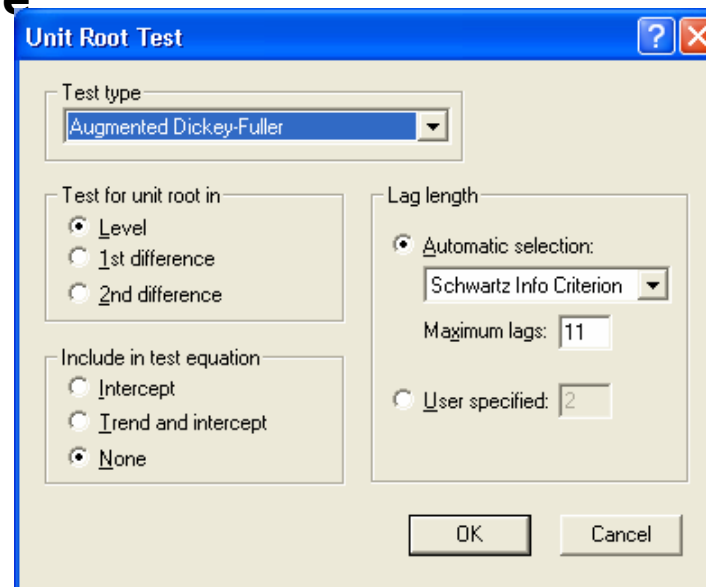 e
Unit Root Test
Test type
Augmented Dickey-Fuller
Test for unit root in
Level
1st difference
2nd difference
Include in test equation
Intercept
Trend and intercept
None
Lag length
Automatic selection:
Schwartz Info Criterion
Maximum lags: 11
User specified: 2
OK
Cancel